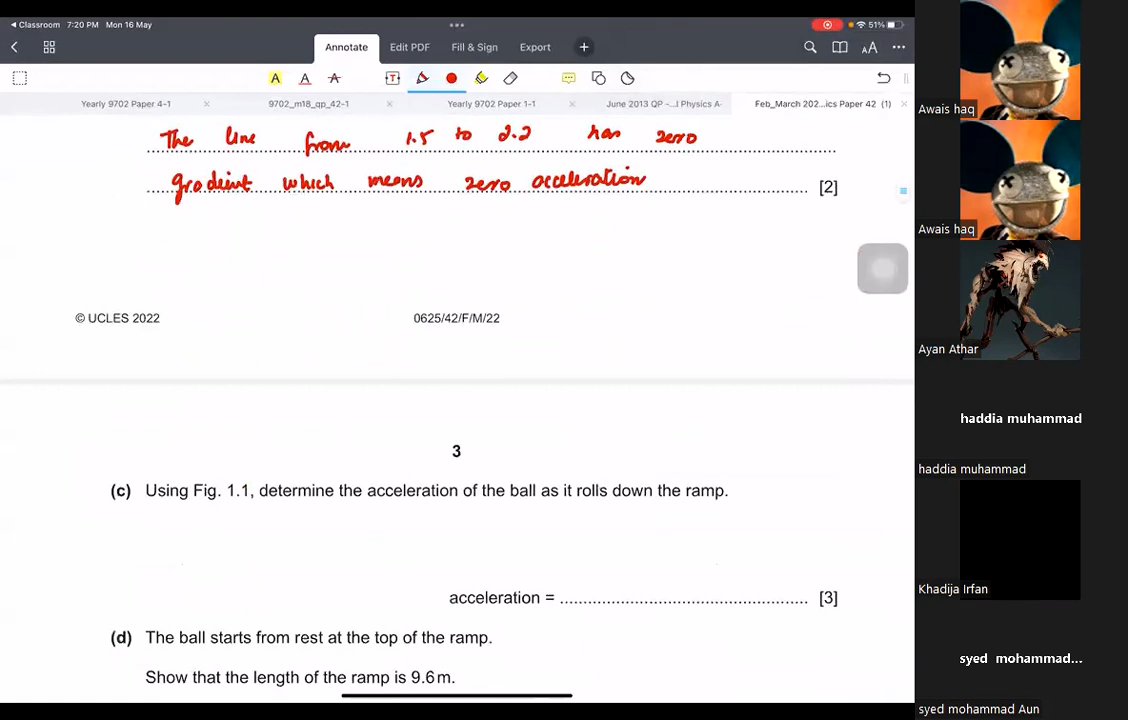 Classroom 7:20 PM Mon 16 May
51%
Annotate Edit PDF Fill & Sign Export
Yearly 9702 Paper 4-1
9702_m18_qp_42-1
Yearly 9702 Paper 1-1
June 2013 QP -...l Physics A-
Feb_March 202...ics Paper 42 (1)
The line from 1.5 to 2.2 has zero
gradeint which means zero acceleration [2]
© UCLES 2022 0625/42/F/M/22
3
(c) Using Fig. 1.1, determine the acceleration of the ball as it rolls down the ramp.
acceleration = ...................................................... [3]
(d) The ball starts from rest at the top of the ramp.
Show that the length of the ramp is 9.6 m.
Awais haq
Awais haq
Ayan Athar
haddia muhammad
haddia muhammad
Khadija Irfan
syed mohammad...
syed mohammad Aun